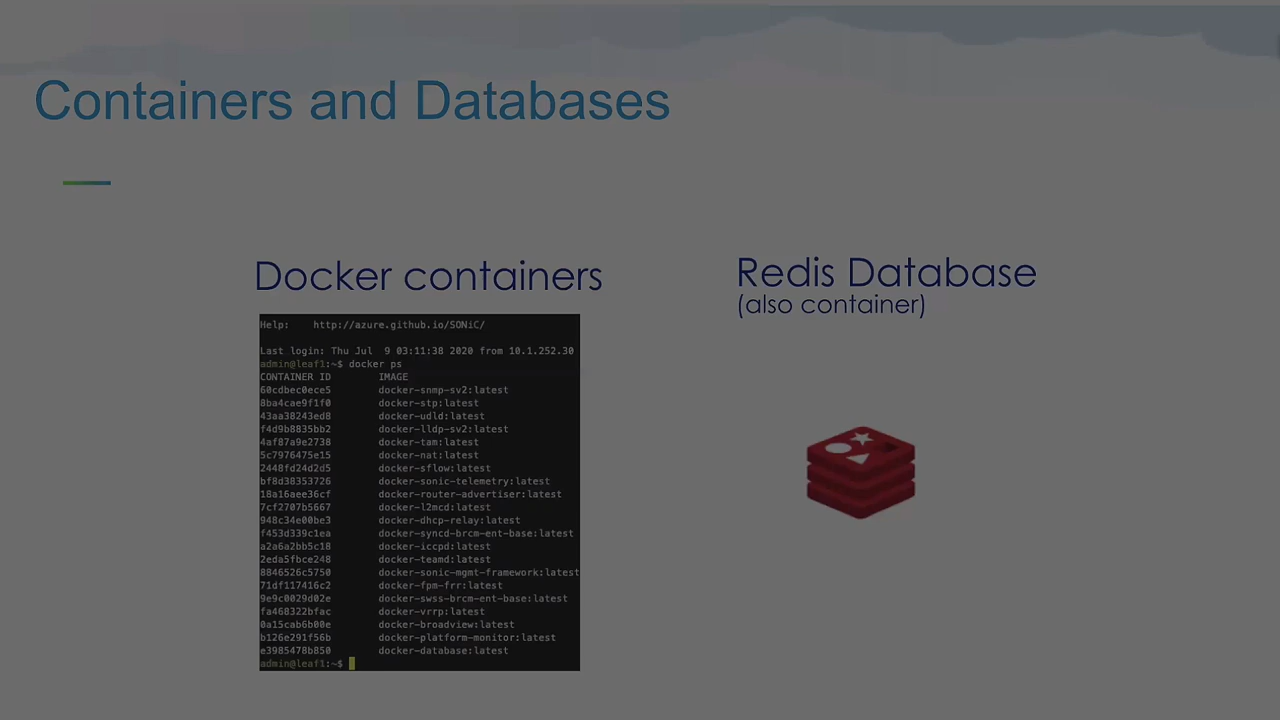 Containers and Databases
Docker containers
Help:    http://azure.github.io/SONiC/
Last login: Thu Jul  9 03:11:38 2020 from 10.1.252.30
admin@leaf1:~$ docker ps
CONTAINER ID        IMAGE
60cdbec0ece5        docker-snmp-sv2:latest
8ba4cae9f1f0        docker-stp:latest
43aa38243ed8        docker-udld:latest
f4d9b8835bb2        docker-lldp-sv2:latest
4af87a9e2738        docker-tam:latest
5c7976475e15        docker-nat:latest
2448fd24d2d5        docker-sflow:latest
bf8d38353726        docker-sonic-telemetry:latest
18a16aee36cf        docker-router-advertiser:latest
7cf2707b5667        docker-l2mcd:latest
948c34e00be3        docker-dhcp-relay:latest
f453d339c1ea        docker-syncd-brcm-ent-base:latest
a2a6a2bb5c18        docker-iccpd:latest
2eda5fbce248        docker-teamd:latest
8846526c5750        docker-sonic-mgmt-framework:latest
71df117416c2        docker-fpm-frr:latest
9e9c0029d02e        docker-swss-brcm-ent-base:latest
fa468322bfac        docker-vrrp:latest
0a15cab6b00e        docker-broadview:latest
b126e291f56b        docker-platform-monitor:latest
e3985478b850        docker-database:latest
admin@leaf1:~$
Redis Database
(also container)